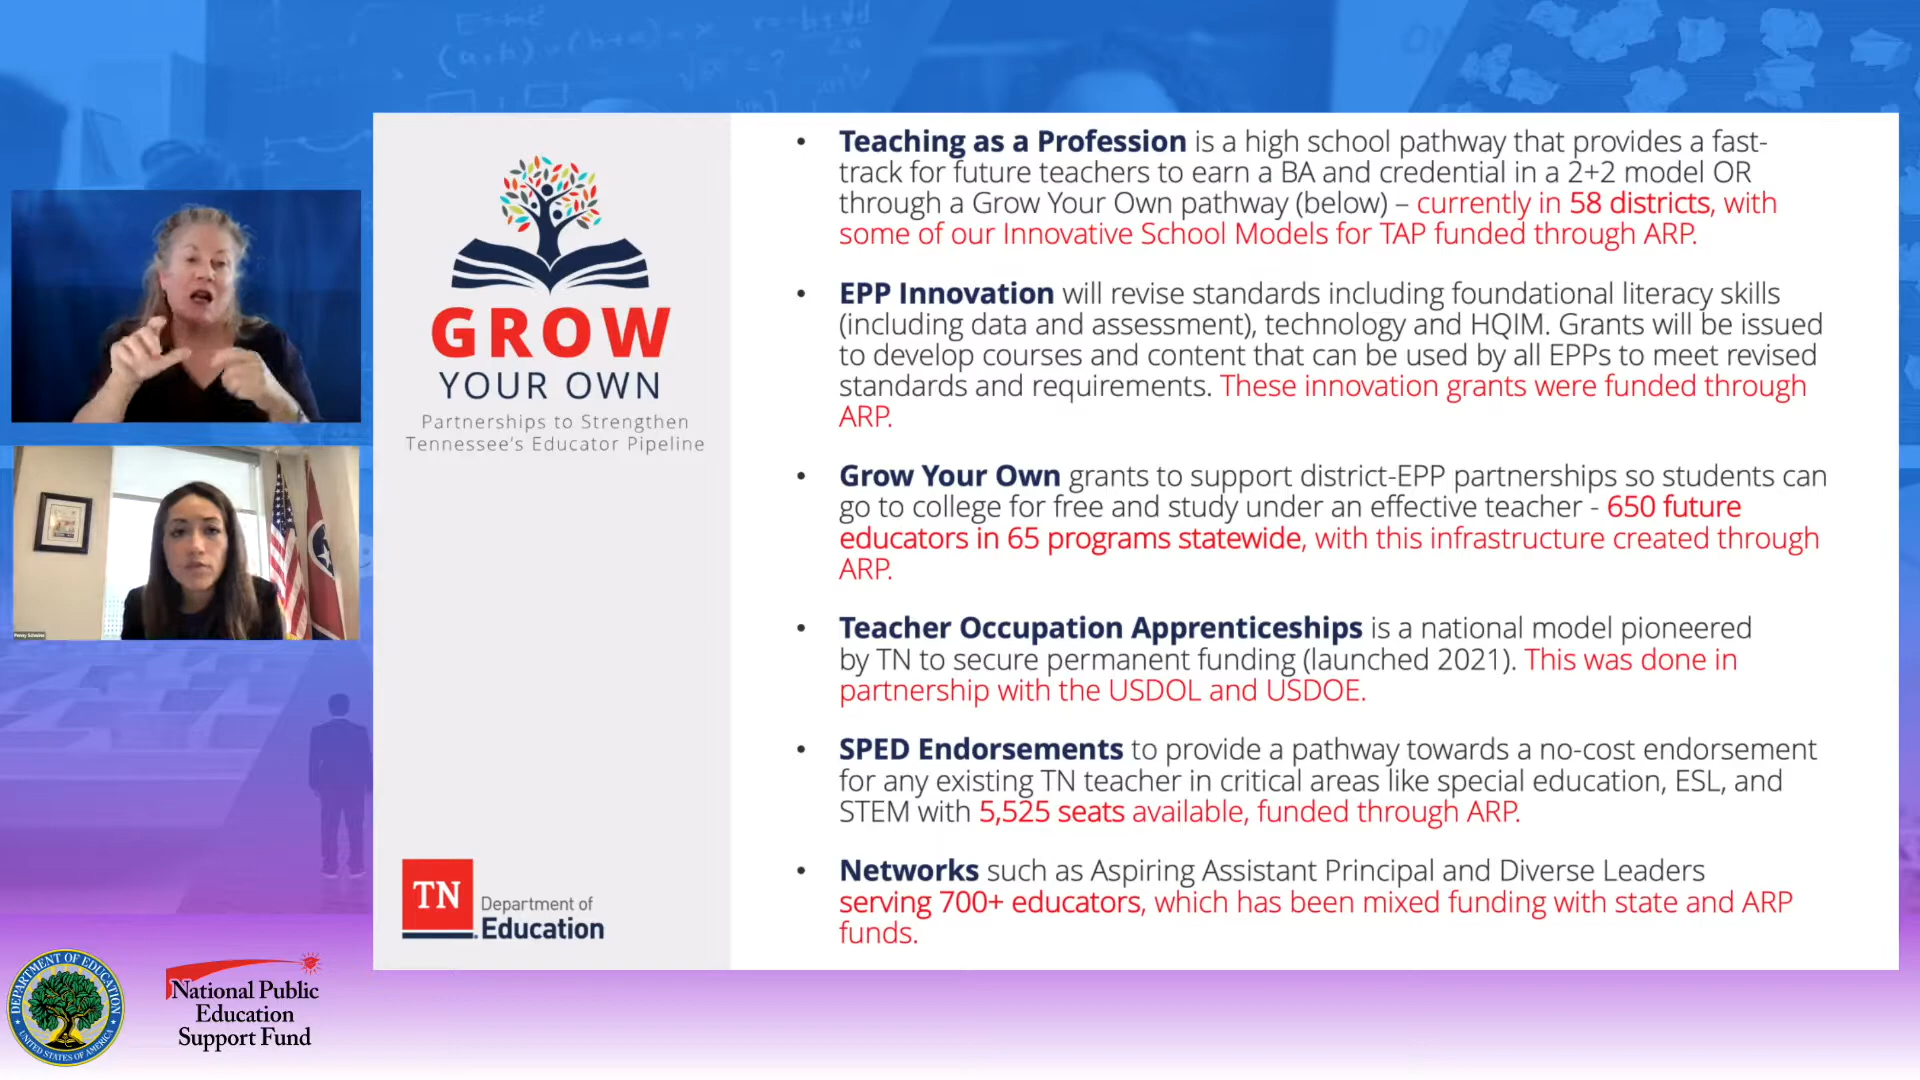 GROW
YOUR OWN
Partnerships to Strengthen
Tennessee's Educator Pipeline
TN
Department of
Education
• Teaching as a Profession is a high school pathway that provides a fast-
track for future teachers to earn a BA and credential in a 2+2 model OR
through a Grow Your Own pathway (below) – currently in 58 districts, with
some of our Innovative School Models for TAP funded through ARP.
• EPP Innovation will revise standards including foundational literacy skills
(including data and assessment), technology and HQIM. Grants will be issued
to develop courses and content that can be used by all EPPs to meet revised
standards and requirements. These innovation grants were funded through
ARP.
• Grow Your Own grants to support district-EPP partnerships so students can
go to college for free and study under an effective teacher - 650 future
educators in 65 programs statewide, with this infrastructure created through
ARP.
• Teacher Occupation Apprenticeships is a national model pioneered
by TN to secure permanent funding (launched 2021). This was done in
partnership with the USDOL and USDOE.
• SPED Endorsements to provide a pathway towards a no-cost endorsement
for any existing TN teacher in critical areas like special education, ESL, and
STEM with 5,525 seats available, funded through ARP.
• Networks such as Aspiring Assistant Principal and Diverse Leaders
serving 700+ educators, which has been mixed funding with state and ARP
funds.
Penny Schwinn
DEPARTMENT OF EDUCATION
UNITED STATES OF AMERICA
National Public
Education
Support Fund